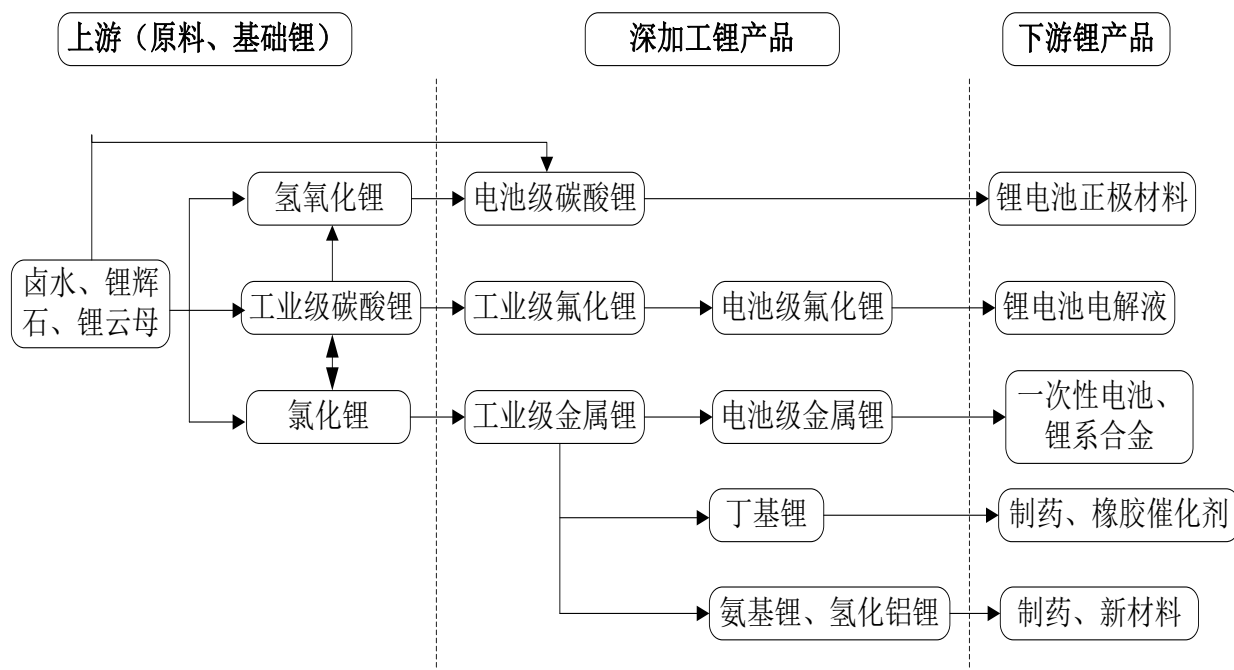 上游（原料、基础锂）
深加工锂产品
下游锂产品
氢氧化锂
电池级碳酸锂
锂电池正极材料
卤水、锂辉
石、锂云母
工业级碳酸锂
工业级氟化锂
电池级氟化锂
锂电池电解液
氯化锂
工业级金属锂
电池级金属锂
一次性电池、
锂系合金
丁基锂
制药、橡胶催化剂
氨基锂、氢化铝锂
制药、新材料